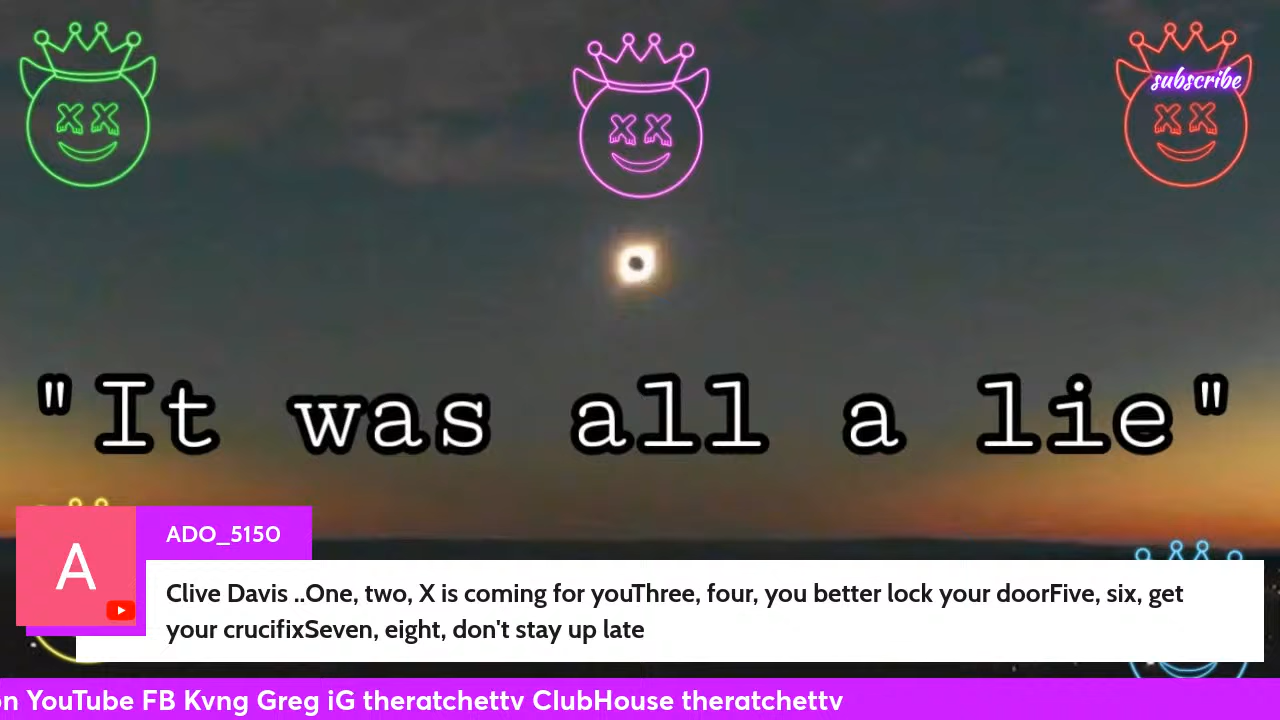 subscribe
"It was all a lie"
A
ADO_5150
Clive Davis ..One, two, X is coming for youThree, four, you better lock your doorFive, six, get
your crucifixSeven, eight, don't stay up late
on YouTube FB Kvng Greg iG theratchettv ClubHouse theratchettv